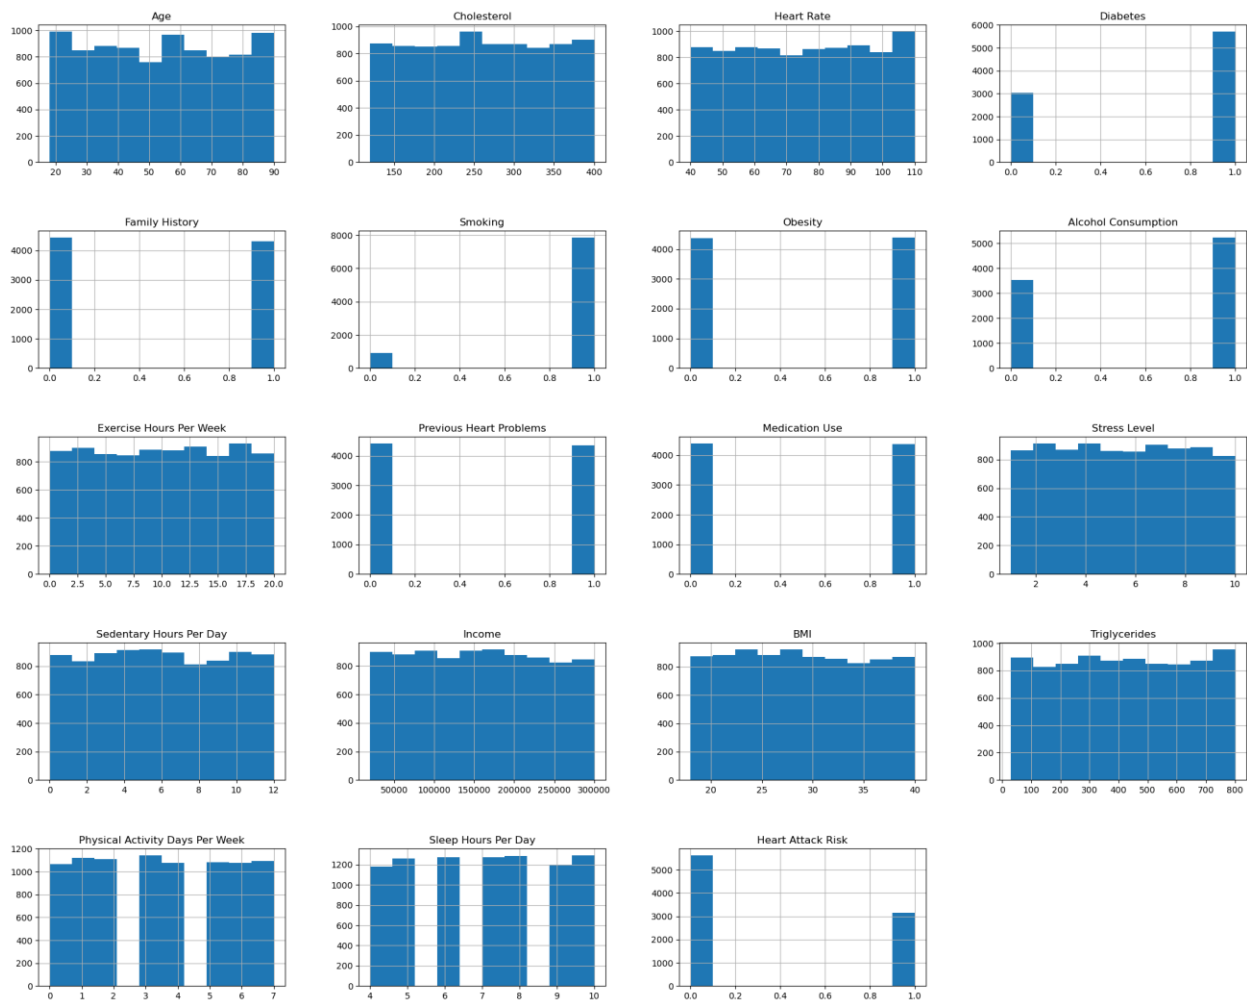 Age
1000
800
600
400
200
0
20 30 40 50 60 70 80 90
Cholesterol
1000
800
600
400
200
0
150 200 250 300 350 400
Heart Rate
1000
800
600
400
200
0
40 50 60 70 80 90 100 110
Diabetes
6000
5000
4000
3000
2000
1000
0
0.0 0.2 0.4 0.6 0.8 1.0
Family History
4000
3000
2000
1000
0
0.0 0.2 0.4 0.6 0.8 1.0
Smoking
8000
6000
4000
2000
0
0.0 0.2 0.4 0.6 0.8 1.0
Obesity
4000
3000
2000
1000
0
0.0 0.2 0.4 0.6 0.8 1.0
Alcohol Consumption
5000
4000
3000
2000
1000
0
0.0 0.2 0.4 0.6 0.8 1.0
Exercise Hours Per Week
800
600
400
200
0
0.0 2.5 5.0 7.5 10.0 12.5 15.0 17.5 20.0
Previous Heart Problems
4000
3000
2000
1000
0
0.0 0.2 0.4 0.6 0.8 1.0
Medication Use
4000
3000
2000
1000
0
0.0 0.2 0.4 0.6 0.8 1.0
Stress Level
800
600
400
200
0
2 4 6 8 10
Sedentary Hours Per Day
800
600
400
200
0
0 2 4 6 8 10 12
Income
800
600
400
200
0
50000 100000 150000 200000 250000 300000
BMI
800
600
400
200
0
20 25 30 35 40
Triglycerides
1000
800
600
400
200
0
0 100 200 300 400 500 600 700 800
Physical Activity Days Per Week
1200
1000
800
600
400
200
0
0 1 2 3 4 5 6 7
Sleep Hours Per Day
1200
1000
800
600
400
200
0
4 5 6 7 8 9 10
Heart Attack Risk
5000
4000
3000
2000
1000
0
0.0 0.2 0.4 0.6 0.8 1.0